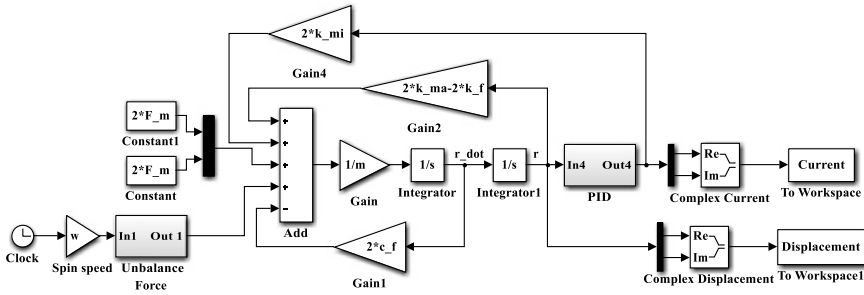 2*k_mi
Gain4
2*k_ma-2*k_f
Gain2
2*F_m
Constant1
2*F_m
Constant
+
+
+
+
−
Add
1/m
Gain
1/s
Integrator
r_dot
1/s
Integrator1
r
In4 Out4
PID
Re
Im
Complex Current
Current
To Workspace
Clock
w
Spin speed
In1 Out 1
Unbalance
Force
2*c_f
Gain1
Re
Im
Complex Displacement
Displacement
To Workspace1